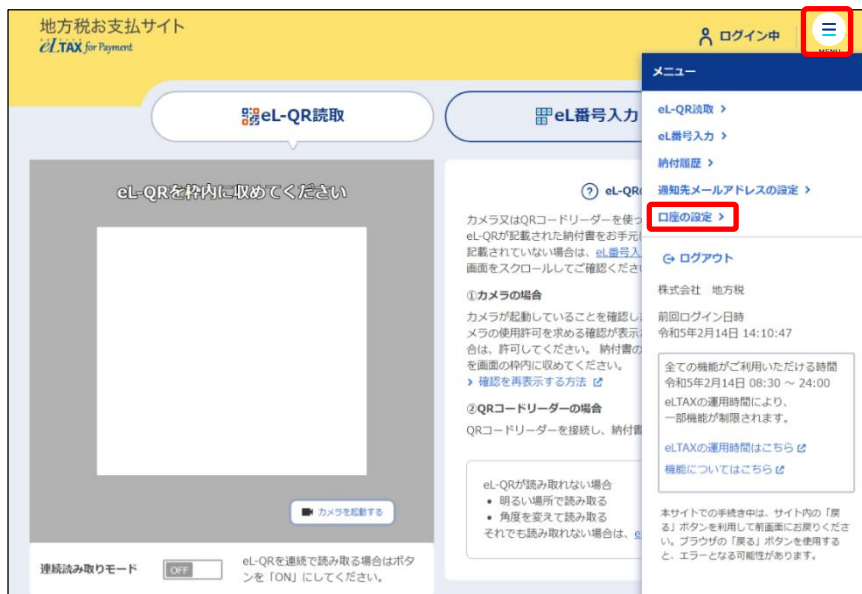 地方税お支払サイト
eLTAX for Payment
ログイン中
MENU
eL-QR読取
eL番号入力
eL-QRを枠内に収めてください
カメラを起動する
連続読み取りモード
OFF
eL-QRを連続で読み取る場合はボタ
ンを「ON」にしてください。
eL-QR
カメラ又はQRコードリーダーを使っ
eL-QRが記載された納付書をお手元
記載されていない場合は、eL番号入
画面をスクロールしてご確認くださ
①カメラの場合
カメラが起動していることを確認し
メラの使用許可を求める確認が表示
合は、許可してください。 納付書の
を画面の枠内に収めてください。
確認を再表示する方法
②QRコードリーダーの場合
QRコードリーダーを接続し、納付書
eL-QRが読み取れない場合
• 明るい場所で読み取る
• 角度を変えて読み取る
それでも読み取れない場合は、
メニュー
eL-QR読取 >
eL番号入力 >
納付履歴 >
通知先メールアドレスの設定 >
口座の設定 >
ログアウト
株式会社 地方税
前回ログイン日時
令和5年2月14日 14:10:47
全ての機能がご利用いただける時間
令和5年2月14日 08:30 ～ 24:00
eLTAXの運用時間により、
一部機能が制限されます。
eLTAXの運用時間はこちら
機能についてはこちら
本サイトでの手続き中は、サイト内の「戻
る」ボタンを利用して前画面にお戻りくださ
い。ブラウザの「戻る」ボタンを使用する
と、エラーとなる可能性があります。